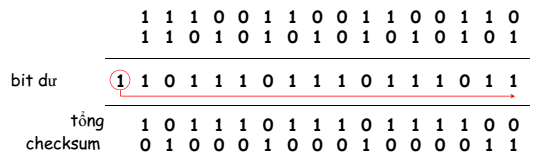 1 1 1 0 0 1 1 0 0 1 1 0 0 1 1 0
1 1 0 1 0 1 0 1 0 1 0 1 0 1 0 1
bit dư 1 1 0 1 1 1 0 1 1 1 0 1 1 1 0 1 1
tổng 1 0 1 1 1 0 1 1 1 0 1 1 1 1 0 0
checksum 0 1 0 0 0 1 0 0 0 1 0 0 0 0 1 1